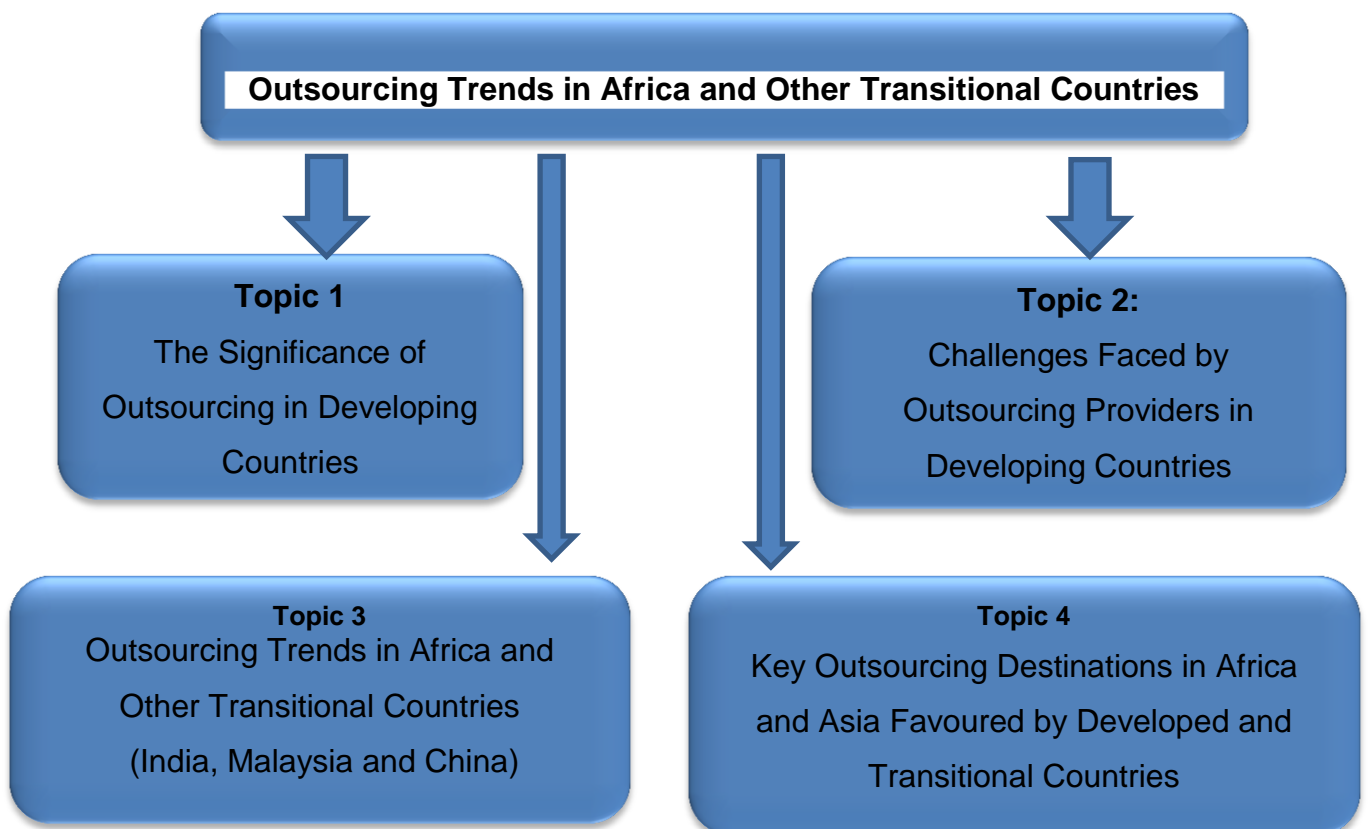 Outsourcing Trends in Africa and Other Transitional Countries
Topic 1
The Significance of
Outsourcing in Developing
Countries
Topic 2:
Challenges Faced by
Outsourcing Providers in
Developing Countries
Topic 3
Outsourcing Trends in Africa and
Other Transitional Countries
(India, Malaysia and China)
Topic 4
Key Outsourcing Destinations in Africa
and Asia Favoured by Developed and
Transitional Countries